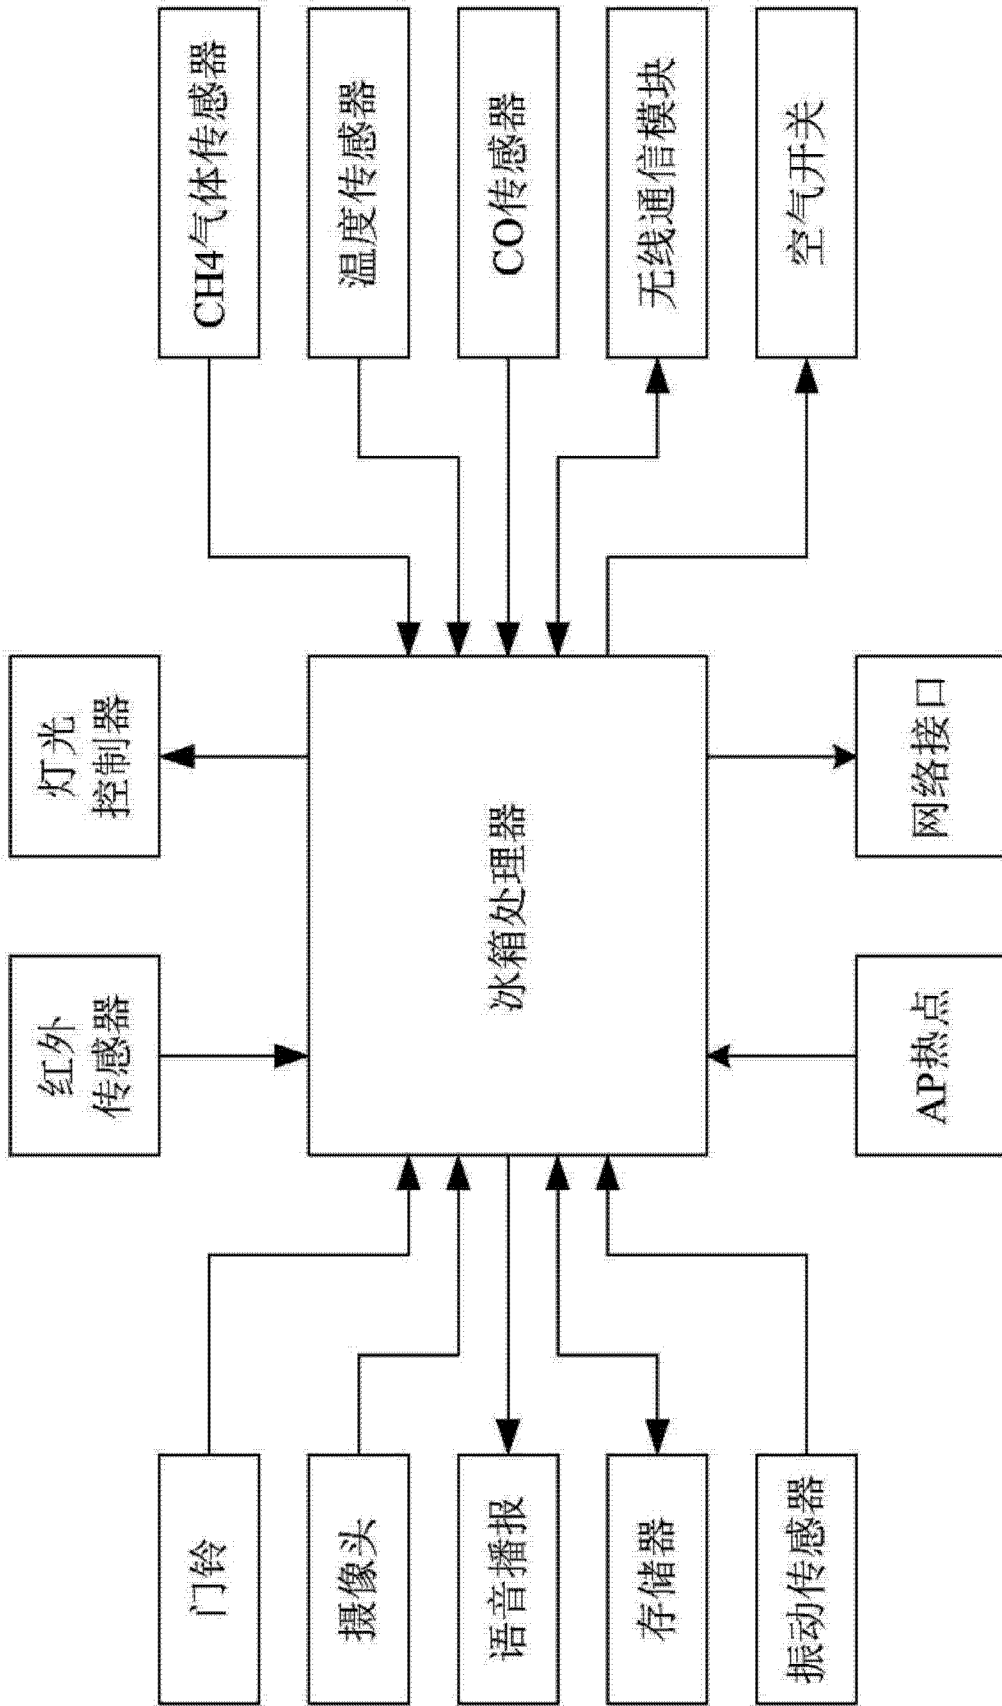 红外
传感器
灯光
控制器
门铃
摄像头
语音播报
存储器
振动传感器
冰箱处理器
CH4气体传感器
温度传感器
CO传感器
无线通信模块
空气开关
AP热点
网络接口